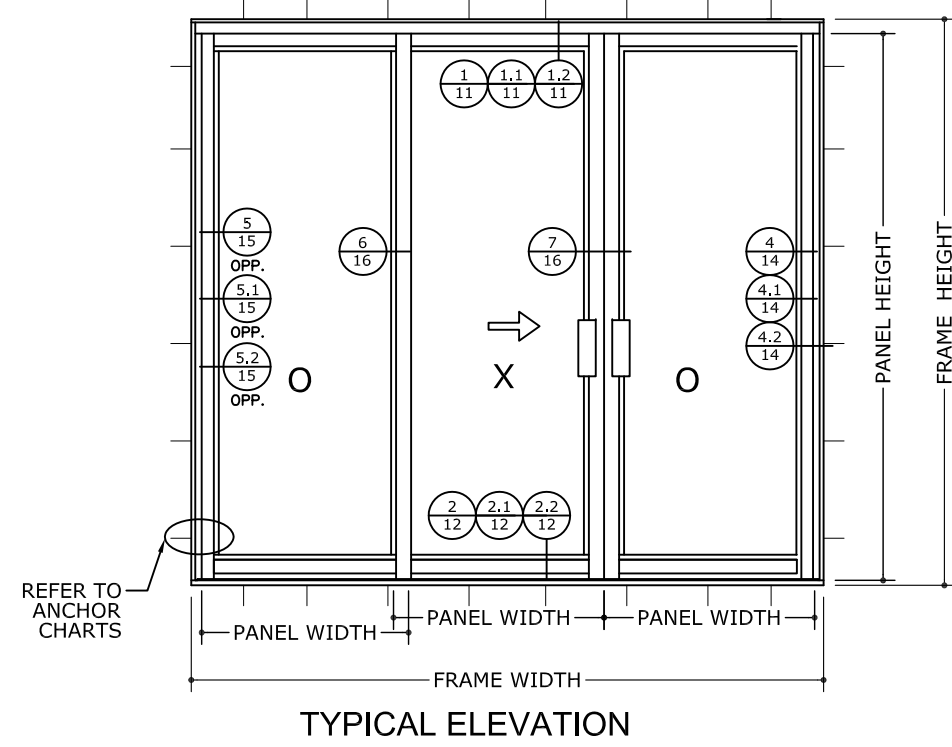 1 1.1 1.2
11 11 11
5
15
OPP.
5.1
15
OPP.
5.2
15
OPP.
6
16
7
16
4
14
4.1
14
4.2
14
O
X
O
PANEL HEIGHT
FRAME HEIGHT
2 2.1 2.2
12 12 12
REFER TO
ANCHOR
CHARTS
PANEL WIDTH
PANEL WIDTH
PANEL WIDTH
FRAME WIDTH
TYPICAL ELEVATION